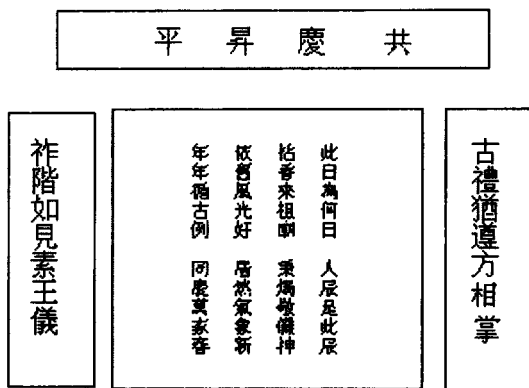 共慶昇平
古禮猶遵方相掌
此日為何日 人辰是此辰
拈香來祖廟 秉燭敬儺神
依舊風光好 居然氣象新
年年循古例 同慶萬家春
祚階如見素王儀